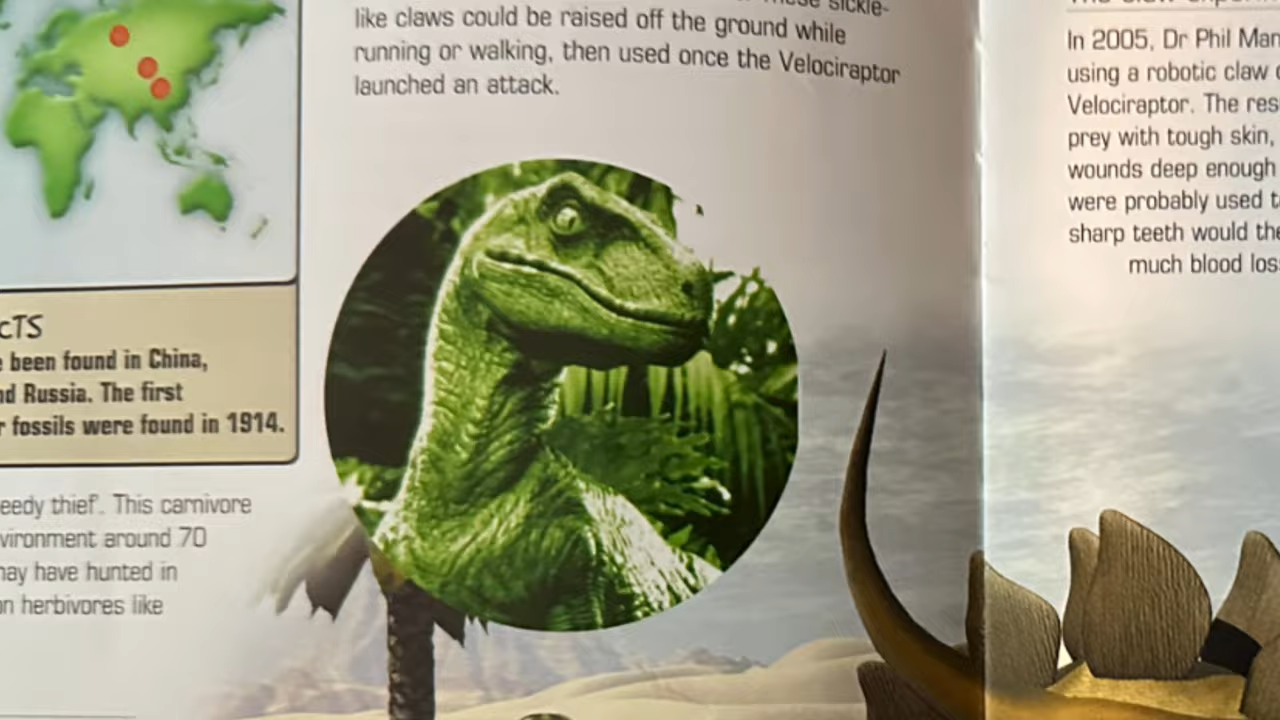 like claws could be raised off the ground while
running or walking, then used once the Velociraptor
launched an attack.
cTS
been found in China,
nd Russia. The first
r fossils were found in 1914.
eedy thief'. This carnivore
vironment around 70
may have hunted in
on herbivores like
In 2005, Dr Phil Man
using a robotic claw
Velociraptor. The res
prey with tough skin,
wounds deep enough
were probably used t
sharp teeth would the
much blood los